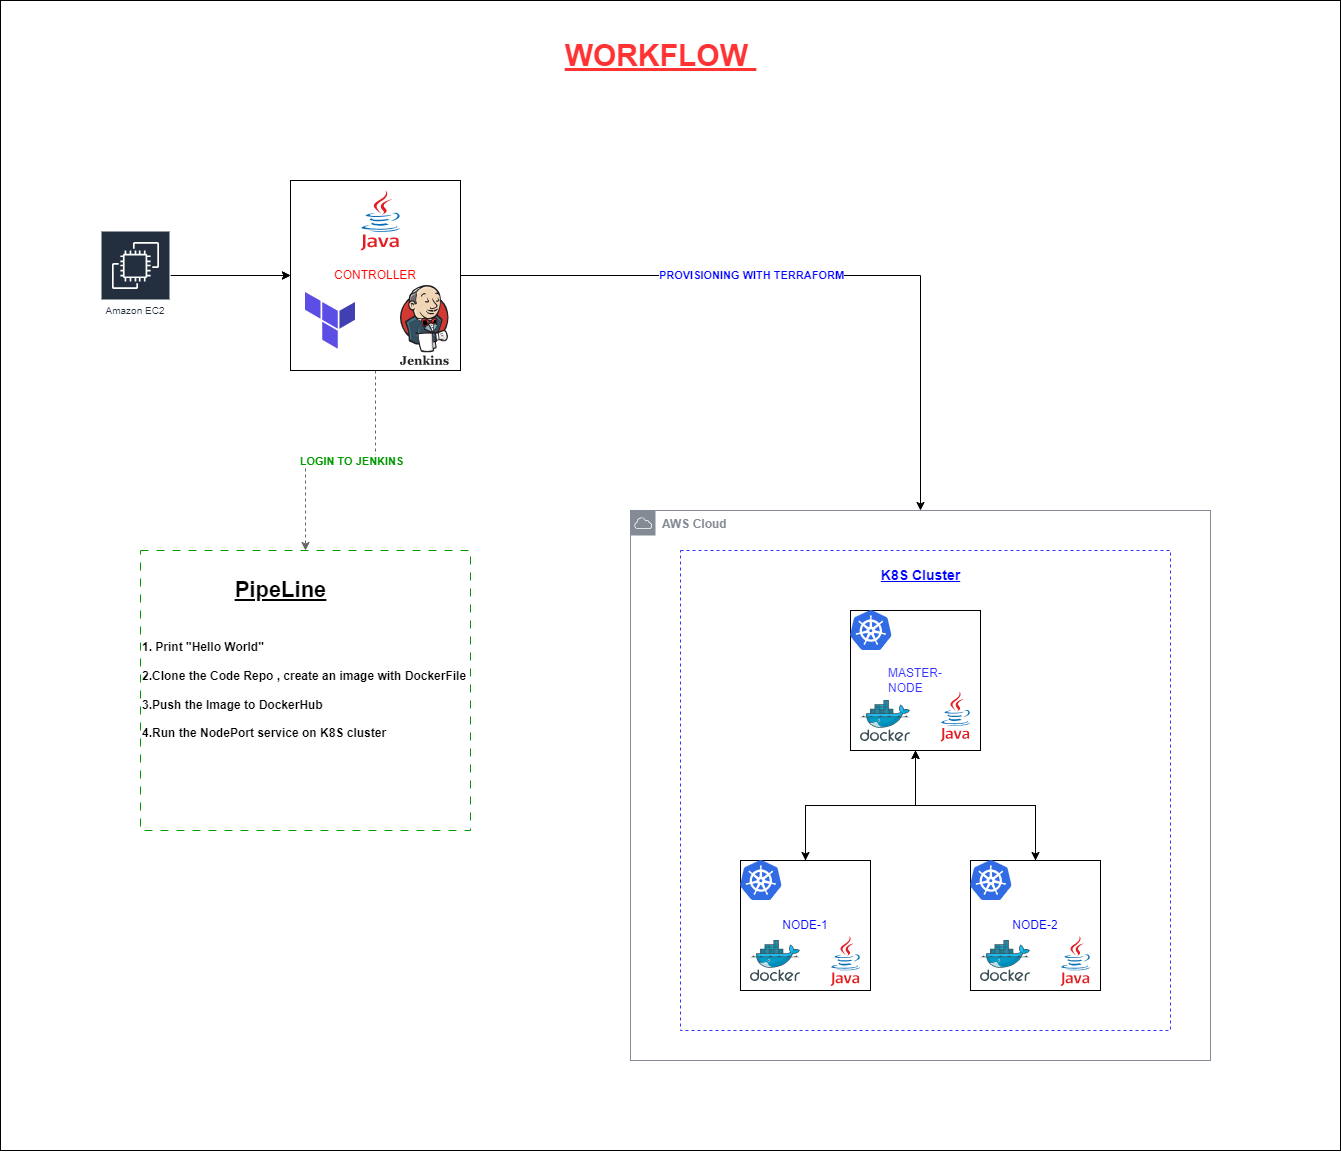 WORKFLOW
Java
CONTROLLER
Jenkins
Amazon EC2
PROVISIONING WITH TERRAFORM
LOGIN TO JENKINS
PipeLine
1. Print "Hello World"
2.Clone the Code Repo , create an image with DockerFile
3.Push the Image to DockerHub
4.Run the NodePort service on K8S cluster
AWS Cloud
K8S Cluster
MASTER-
NODE
docker
Java
NODE-1
docker
Java
NODE-2
docker
Java